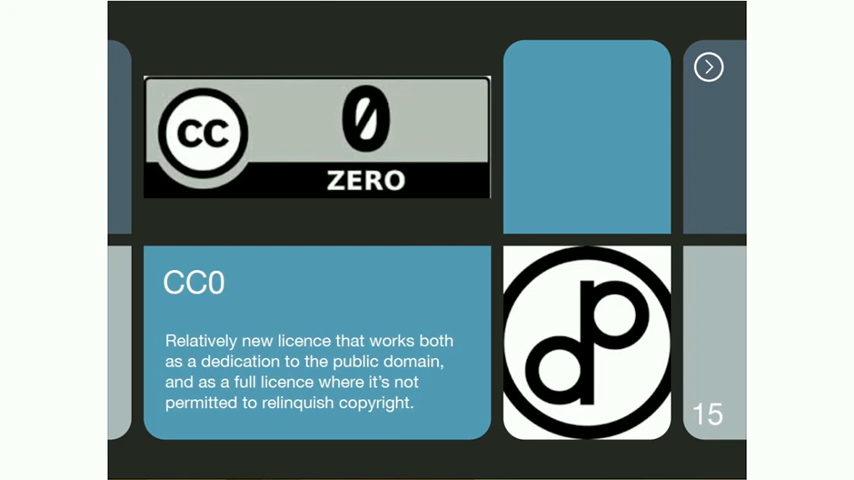 CC
0
ZERO
CC0
Relatively new licence that works both
as a dedication to the public domain,
and as a full licence where it's not
permitted to relinquish copyright.
dp
15